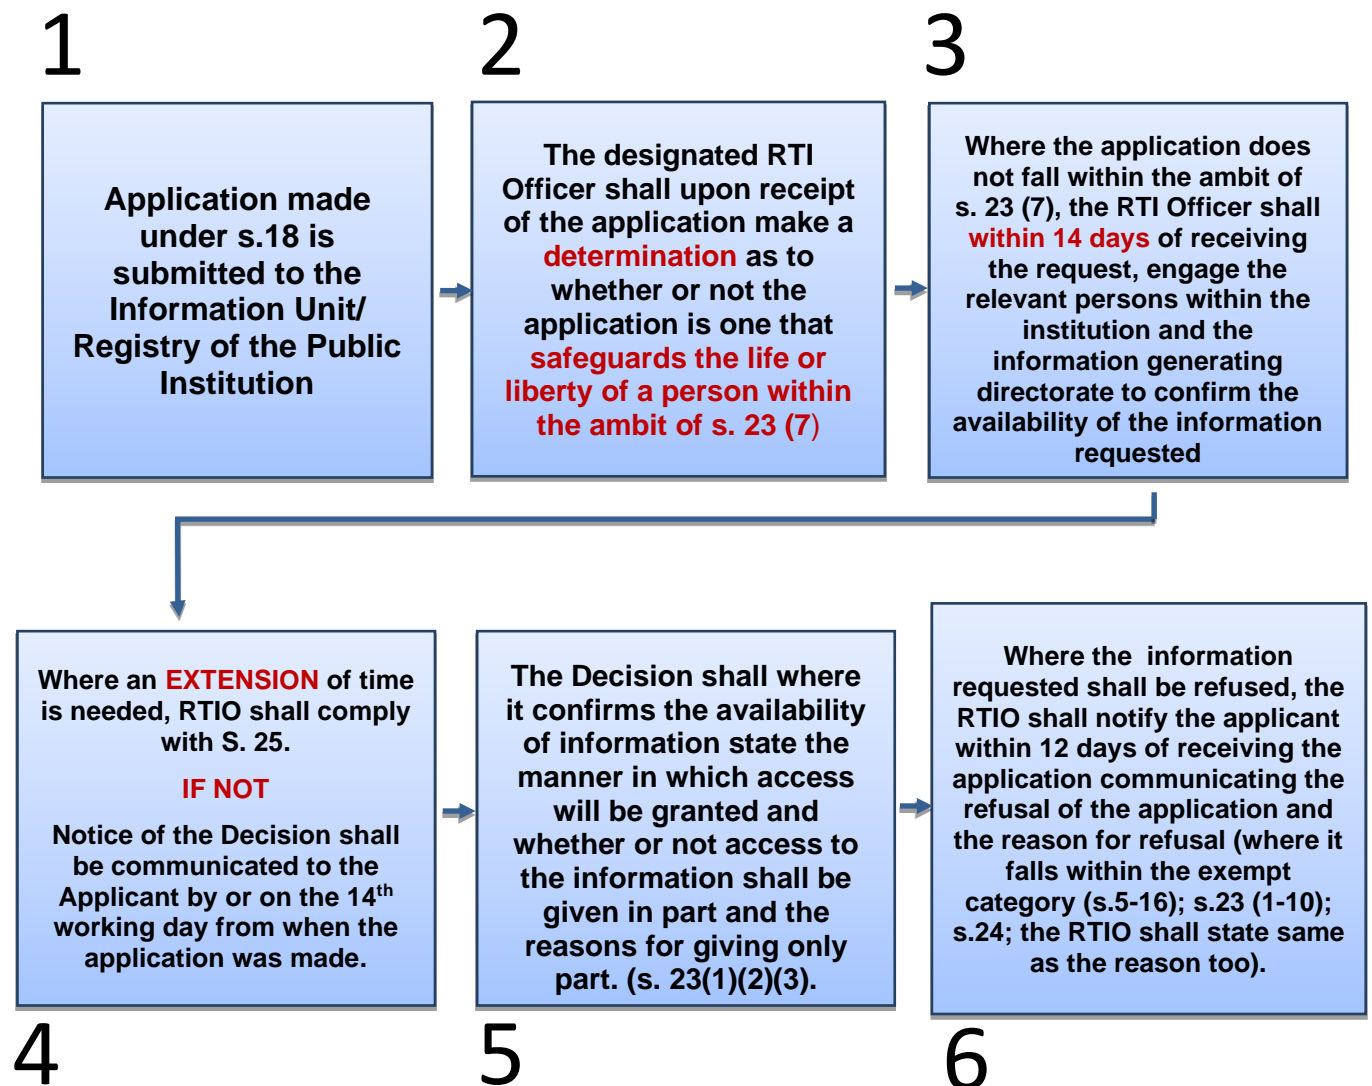 1
Application made
under s.18 is
submitted to the
Information Unit/
Registry of the Public
Institution
2
The designated RTI
Officer shall upon receipt
of the application make a
determination as to
whether or not the
application is one that
safeguards the life or
liberty of a person within
the ambit of s. 23 (7)
3
Where the application does
not fall within the ambit of
s. 23 (7), the RTI Officer shall
within 14 days of receiving
the request, engage the
relevant persons within the
institution and the
information generating
directorate to confirm the
availability of the information
requested
Where an EXTENSION of time
is needed, RTIO shall comply
with S. 25.
IF NOT
Notice of the Decision shall
be communicated to the
Applicant by or on the 14th
working day from when the
application was made.
4
The Decision shall where
it confirms the availability
of information state the
manner in which access
will be granted and
whether or not access to
the information shall be
given in part and the
reasons for giving only
part. (s. 23(1)(2)(3).
5
Where the information
requested shall be refused, the
RTIO shall notify the applicant
within 12 days of receiving the
application communicating the
refusal of the application and
the reason for refusal (where it
falls within the exempt
category (s.5-16); s.23 (1-10);
s.24; the RTIO shall state same
as the reason too).
6